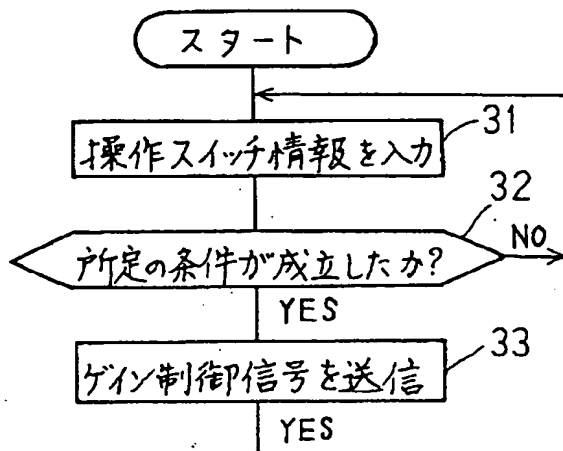 スタート
31
操作スイッチ情報を入力
32
所定の条件が成立したか?
NO
YES
33
ゲイン制御信号を送信
YES